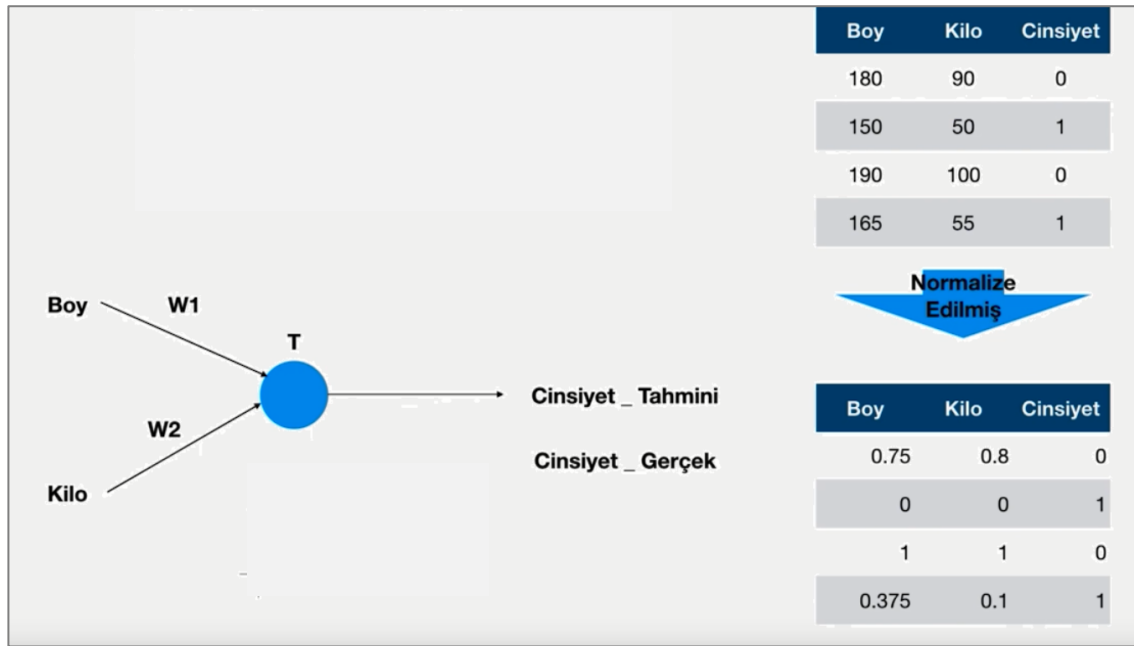 Boy Kilo Cinsiyet
180 90 0
150 50 1
190 100 0
165 55 1
Normalize
Edilmiş
Boy W1
T
Cinsiyet _ Tahmini
W2
Cinsiyet _ Gerçek
Kilo
Boy Kilo Cinsiyet
0.75 0.8 0
0 0 1
1 1 0
0.375 0.1 1